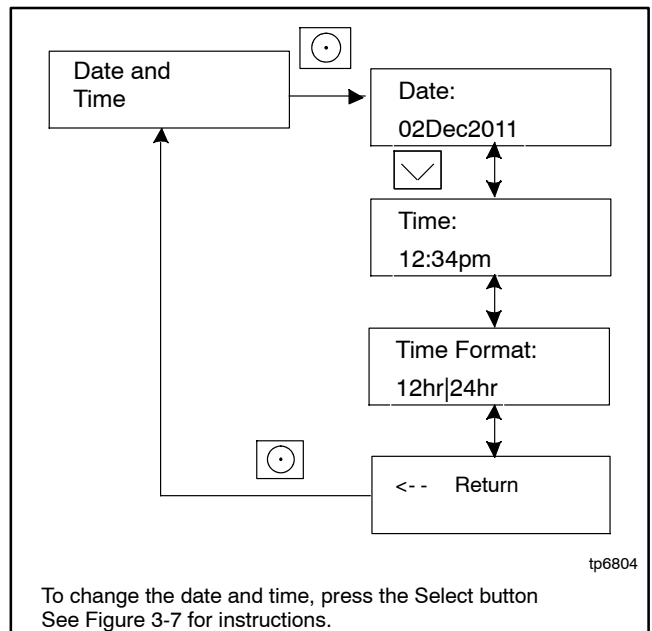 Date and
Time
Date:
02Dec2011
Time:
12:34pm
Time Format:
12hr|24hr
<-- Return
tp6804
To change the date and time, press the Select button
See Figure 3-7 for instructions.